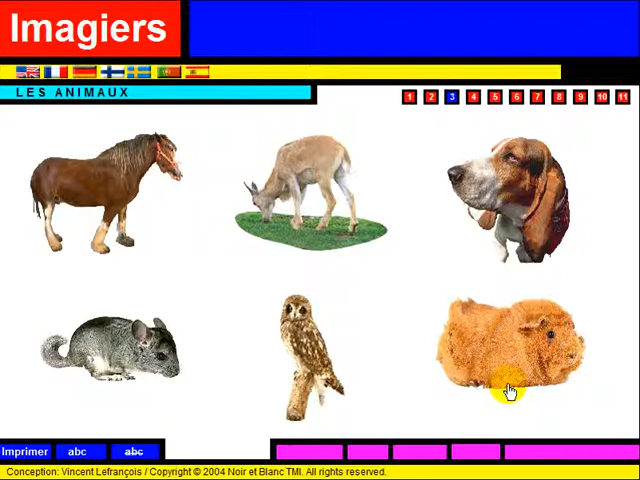 Imagiers
LES ANIMAUX
1 2 3 4 5 6 7 8 9 10 11
Imprimer abc abc
Conception: Vincent Lefrançois / Copyright © 2004 Noir et Blanc TMI. All rights reserved.